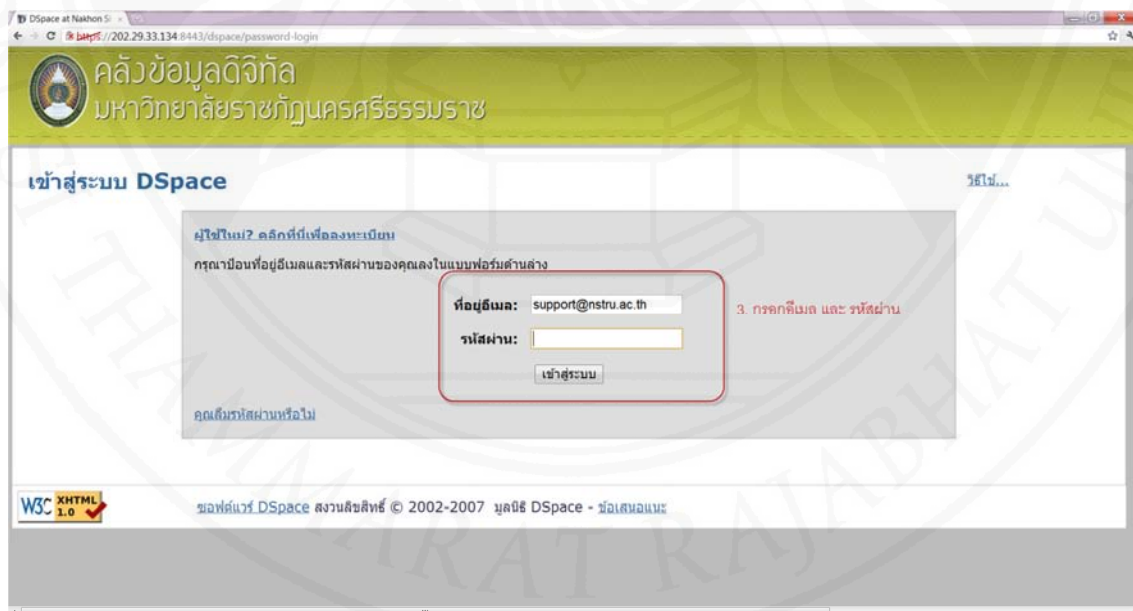 DSpace at Nakhon Si
https://202.29.33.134:8443/dspace/password-login
คลังข้อมูลดิจิทัล
มหาวิทยาลัยราชภัฏนครศรีธรรมราช
เข้าสู่ระบบ DSpace
วิธีใช้...
ผู้ใช้ใหม่? คลิกที่นี่เพื่อลงทะเบียน
กรุณาป้อนที่อยู่อีเมลและรหัสผ่านของคุณลงในแบบฟอร์มด้านล่าง
ที่อยู่อีเมล: support@nstru.ac.th
3. กรอกอีเมล และ รหัสผ่าน
รหัสผ่าน:
เข้าสู่ระบบ
คุณลืมรหัสผ่านหรือไม่
W3C XHTML 1.0
ซอฟต์แวร์ DSpace สงวนลิขสิทธิ์ © 2002-2007 มูลนิธิ DSpace - ข้อเสนอแนะ
THAMMARAT RAJABHAT U